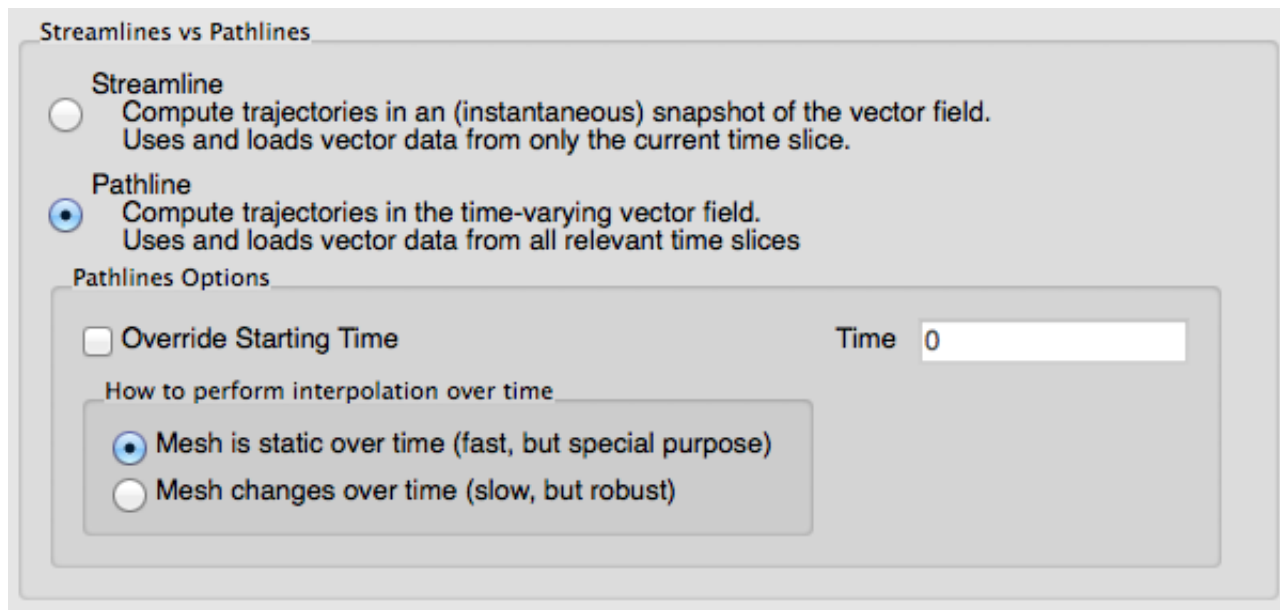 Streamlines vs Pathlines
Streamline
Compute trajectories in an (instantaneous) snapshot of the vector field.
Uses and loads vector data from only the current time slice.
Pathline
Compute trajectories in the time-varying vector field.
Uses and loads vector data from all relevant time slices
Pathlines Options
Override Starting Time Time 0
How to perform interpolation over time
Mesh is static over time (fast, but special purpose)
Mesh changes over time (slow, but robust)